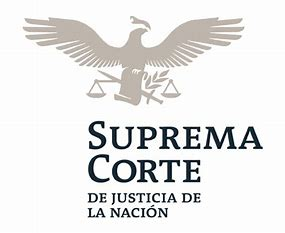 SUPREMA
CORTE
DE JUSTICIA DE
LA NACIÓN